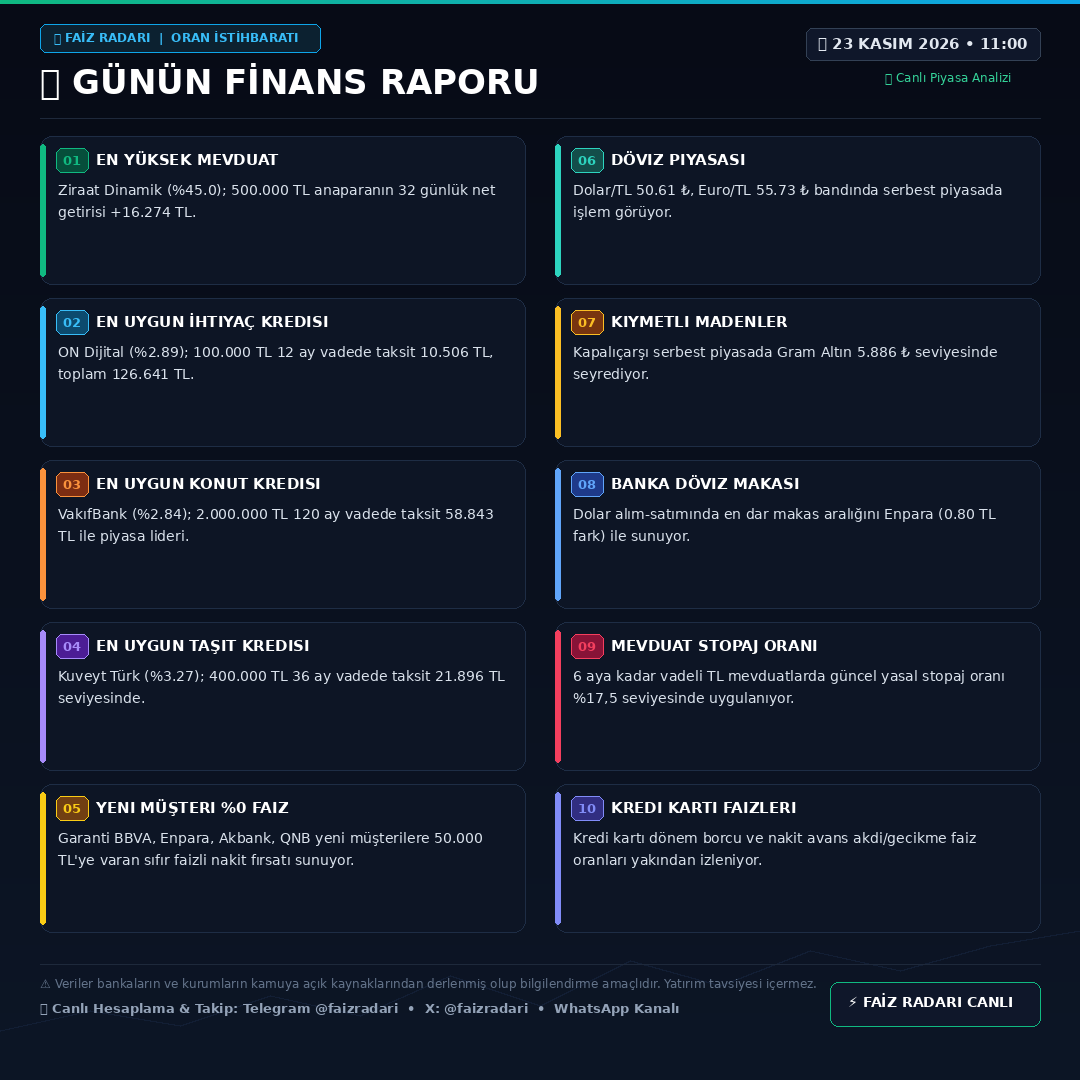 FAİZ RADARI | ORAN İSTİHBARATI
GÜNÜN FİNANS RAPORU
23 KASIM 2026 • 11:00
Canlı Piyasa Analizi
01 EN YÜKSEK MEVDUAT
Ziraat Dinamik (%45.0); 500.000 TL anaparanın 32 günlük net
getirisi +16.274 TL.
02 EN UYGUN İHTIYAÇ KREDISI
ON Dijital (%2.89); 100.000 TL 12 ay vadede taksit 10.506 TL,
toplam 126.641 TL.
03 EN UYGUN KONUT KREDISI
VakıfBank (%2.84); 2.000.000 TL 120 ay vadede taksit 58.843
TL ile piyasa lideri.
04 EN UYGUN TAŞIT KREDISI
Kuveyt Türk (%3.27); 400.000 TL 36 ay vadede taksit 21.896 TL
seviyesinde.
05 YENI MÜŞTERI %0 FAIZ
Garanti BBVA, Enpara, Akbank, QNB yeni müşterilere 50.000
TL'ye varan sıfır faizli nakit fırsatı sunuyor.
06 DÖVIZ PIYASASI
Dolar/TL 50.61 ₺, Euro/TL 55.73 ₺ bandında serbest piyasada
işlem görüyor.
07 KIYMETLI MADENLER
Kapalıçarşı serbest piyasada Gram Altın 5.886 ₺ seviyesinde
seyrediyor.
08 BANKA DÖVIZ MAKASI
Dolar alım-satımında en dar makas aralığını Enpara (0.80 TL
fark) ile sunuyor.
09 MEVDUAT STOPAJ ORANI
6 aya kadar vadeli TL mevduatlarda güncel yasal stopaj oranı
%17,5 seviyesinde uygulanıyor.
10 KREDI KARTI FAIZLERI
Kredi kartı dönem borcu ve nakit avans akdi/gecikme faiz
oranları yakından izleniyor.
⚠ Veriler bankaların ve kurumların kamuya açık kaynaklarından derlenmiş olup bilgilendirme amaçlıdır. Yatırım tavsiyesi içermez.
Canlı Hesaplama & Takip: Telegram @faizradari • X: @faizradari • WhatsApp Kanalı
⚡ FAİZ RADARI CANLI